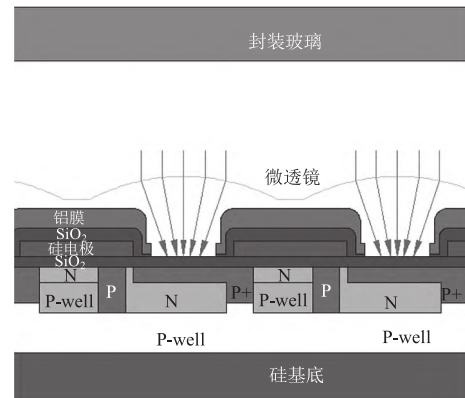 封装玻璃
微透镜
铝膜
SiO₂
硅电极
SiO₂
N P N P+ N P N P+
P-well P-well
P-well P-well
硅基底